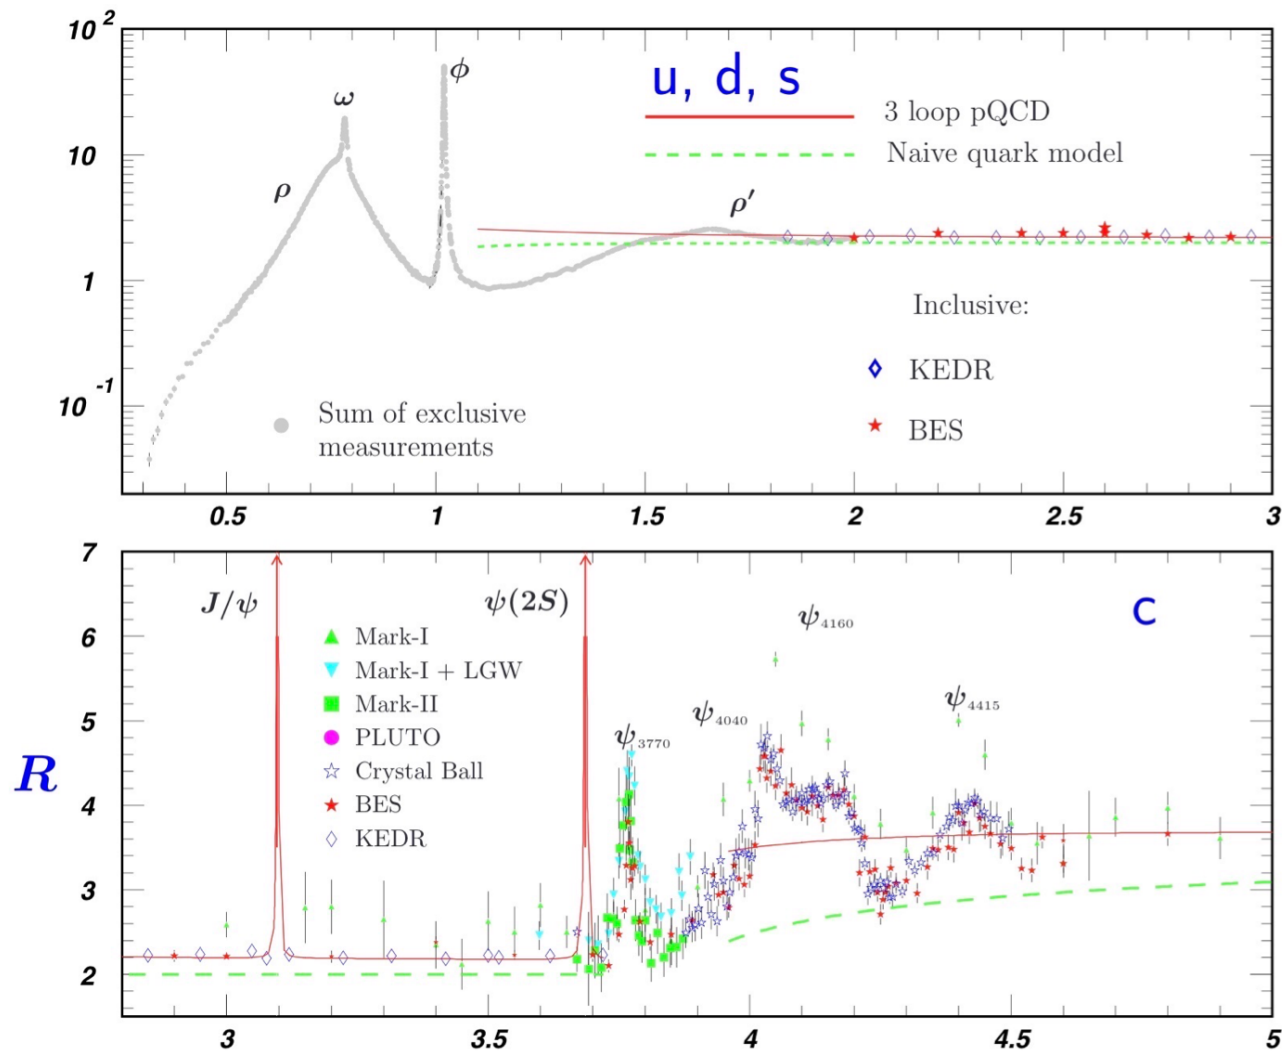 10 2
ϕ
u, d, s
ω
3 loop pQCD
10
Naive quark model
ρ
ρ′
1
Inclusive:
KEDR
10 -1
Sum of exclusive
measurements
BES
0.5 1 1.5 2 2.5 3
7
J/ψ ψ(2S) c
6
ψ4160
Mark-I
Mark-I + LGW
Mark-II
ψ4415
ψ4040
5
PLUTO
ψ3770
R
Crystal Ball
4
BES
KEDR
3
2
3 3.5 4 4.5 5